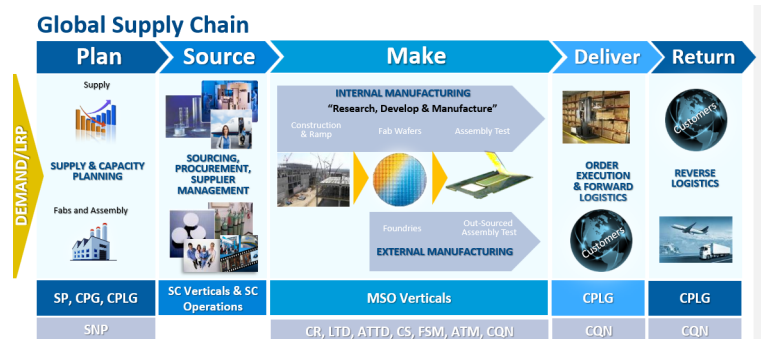 Global Supply Chain
Plan
Source
Make
Deliver
Return
DEMAND/LRP
Supply
SUPPLY & CAPACITY
PLANNING
Fabs and Assembly
SOURCING,
PROCUREMENT,
SUPPLIER
MANAGEMENT
INTERNAL MANUFACTURING
“Research, Develop & Manufacture”
Construction
& Ramp
Fab Wafers
Assembly Test
Foundries
Out-Sourced
Assembly Test
EXTERNAL MANUFACTURING
ORDER
EXECUTION
& FORWARD
LOGISTICS
Customers
Customers
REVERSE
LOGISTICS
SP, CPG, CPLG
SC Verticals & SC
Operations
MSO Verticals
CPLG
CPLG
SNP
CR, LTD, ATTD, CS, FSM, ATM, CQN
CQN
CQN